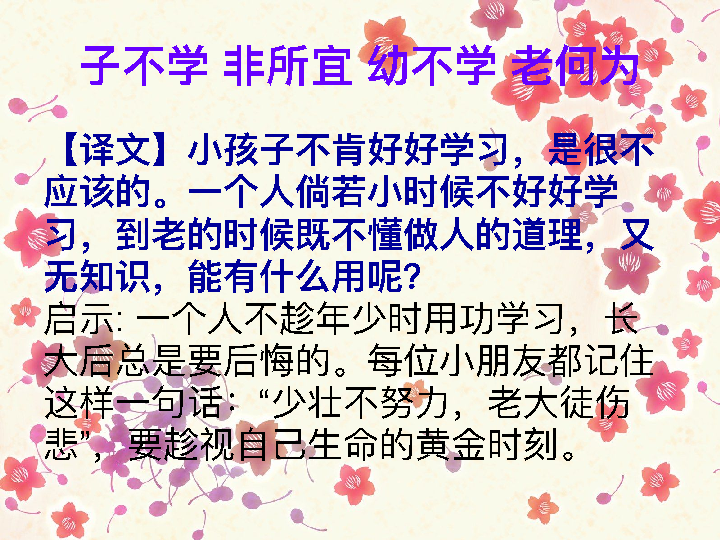 子不学 非所宜 幼不学 老何为
【译文】小孩子不肯好好学习，是很不
应该的。一个人倘若小时候不好好学
习，到老的时候既不懂做人的道理，又
无知识，能有什么用呢?
启示: 一个人不趁年少时用功学习，长
大后总是要后悔的。每位小朋友都记住
这样一句话：“少壮不努力，老大徒伤
悲”，要趁视自己生命的黄金时刻。